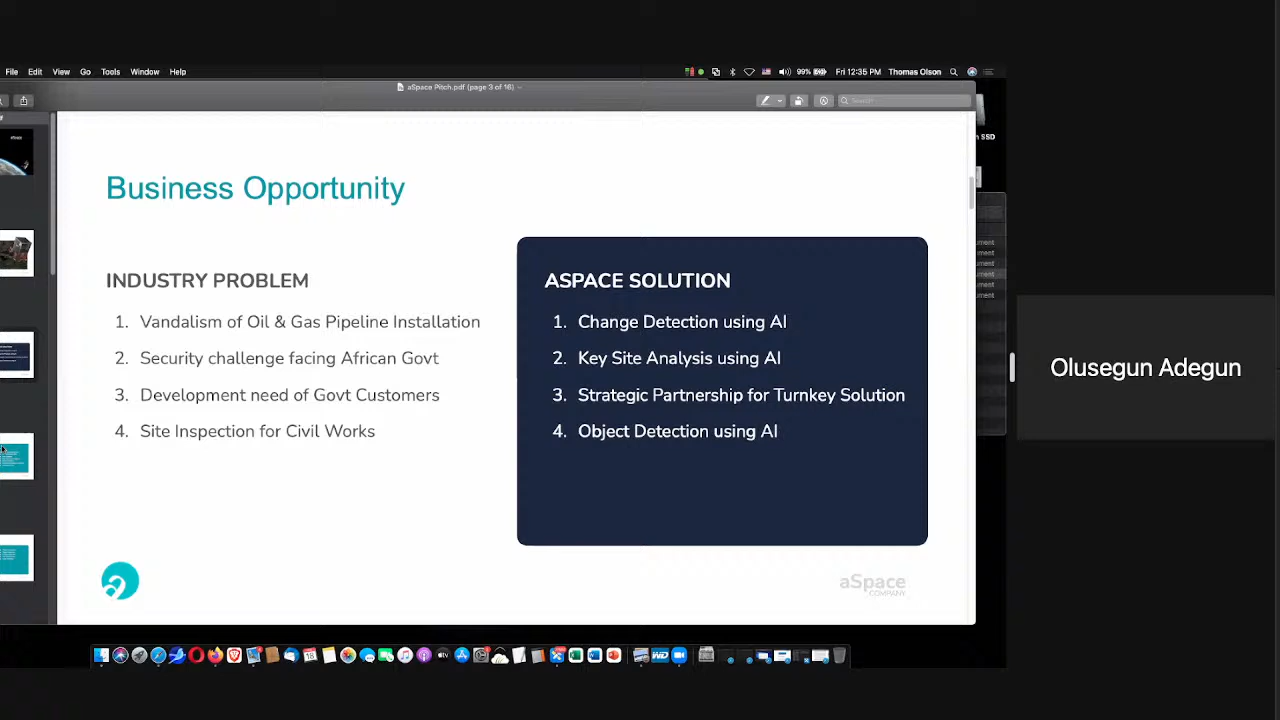 File Edit View Go Tools Window Help
99% Fri 12:35 PM Thomas Olson
aSpace Pitch.pdf (page 3 of 16)
Search
SSD
Business Opportunity
INDUSTRY PROBLEM
1. Vandalism of Oil & Gas Pipeline Installation
2. Security challenge facing African Govt
3. Development need of Govt Customers
4. Site Inspection for Civil Works
ASPACE SOLUTION
1. Change Detection using AI
2. Key Site Analysis using AI
3. Strategic Partnership for Turnkey Solution
4. Object Detection using AI
aSpace
COMPANY
Olusegun Adegun